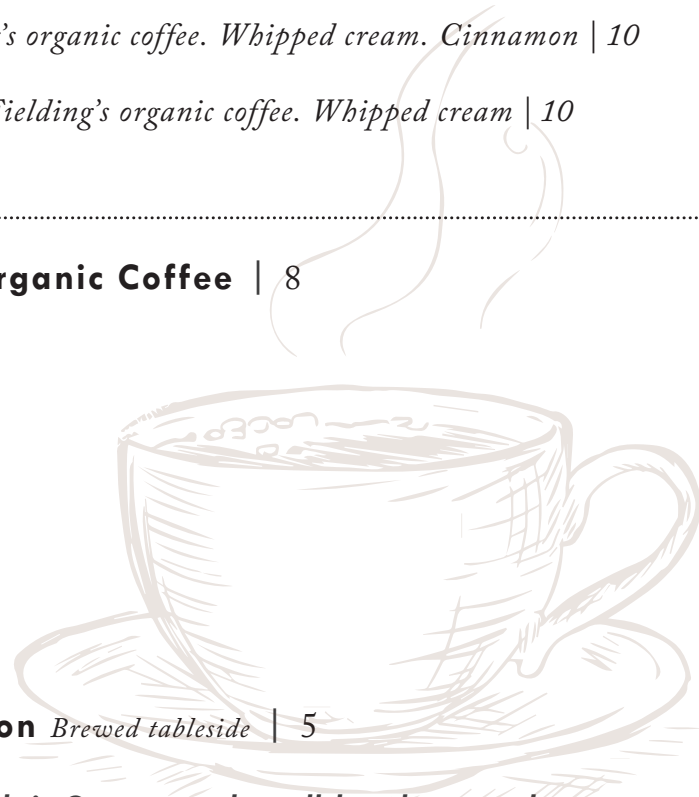 's organic coffee. Whipped cream. Cinnamon | 10
Fielding's organic coffee. Whipped cream | 10
rganic Coffee | 8
on Brewed tableside | 5